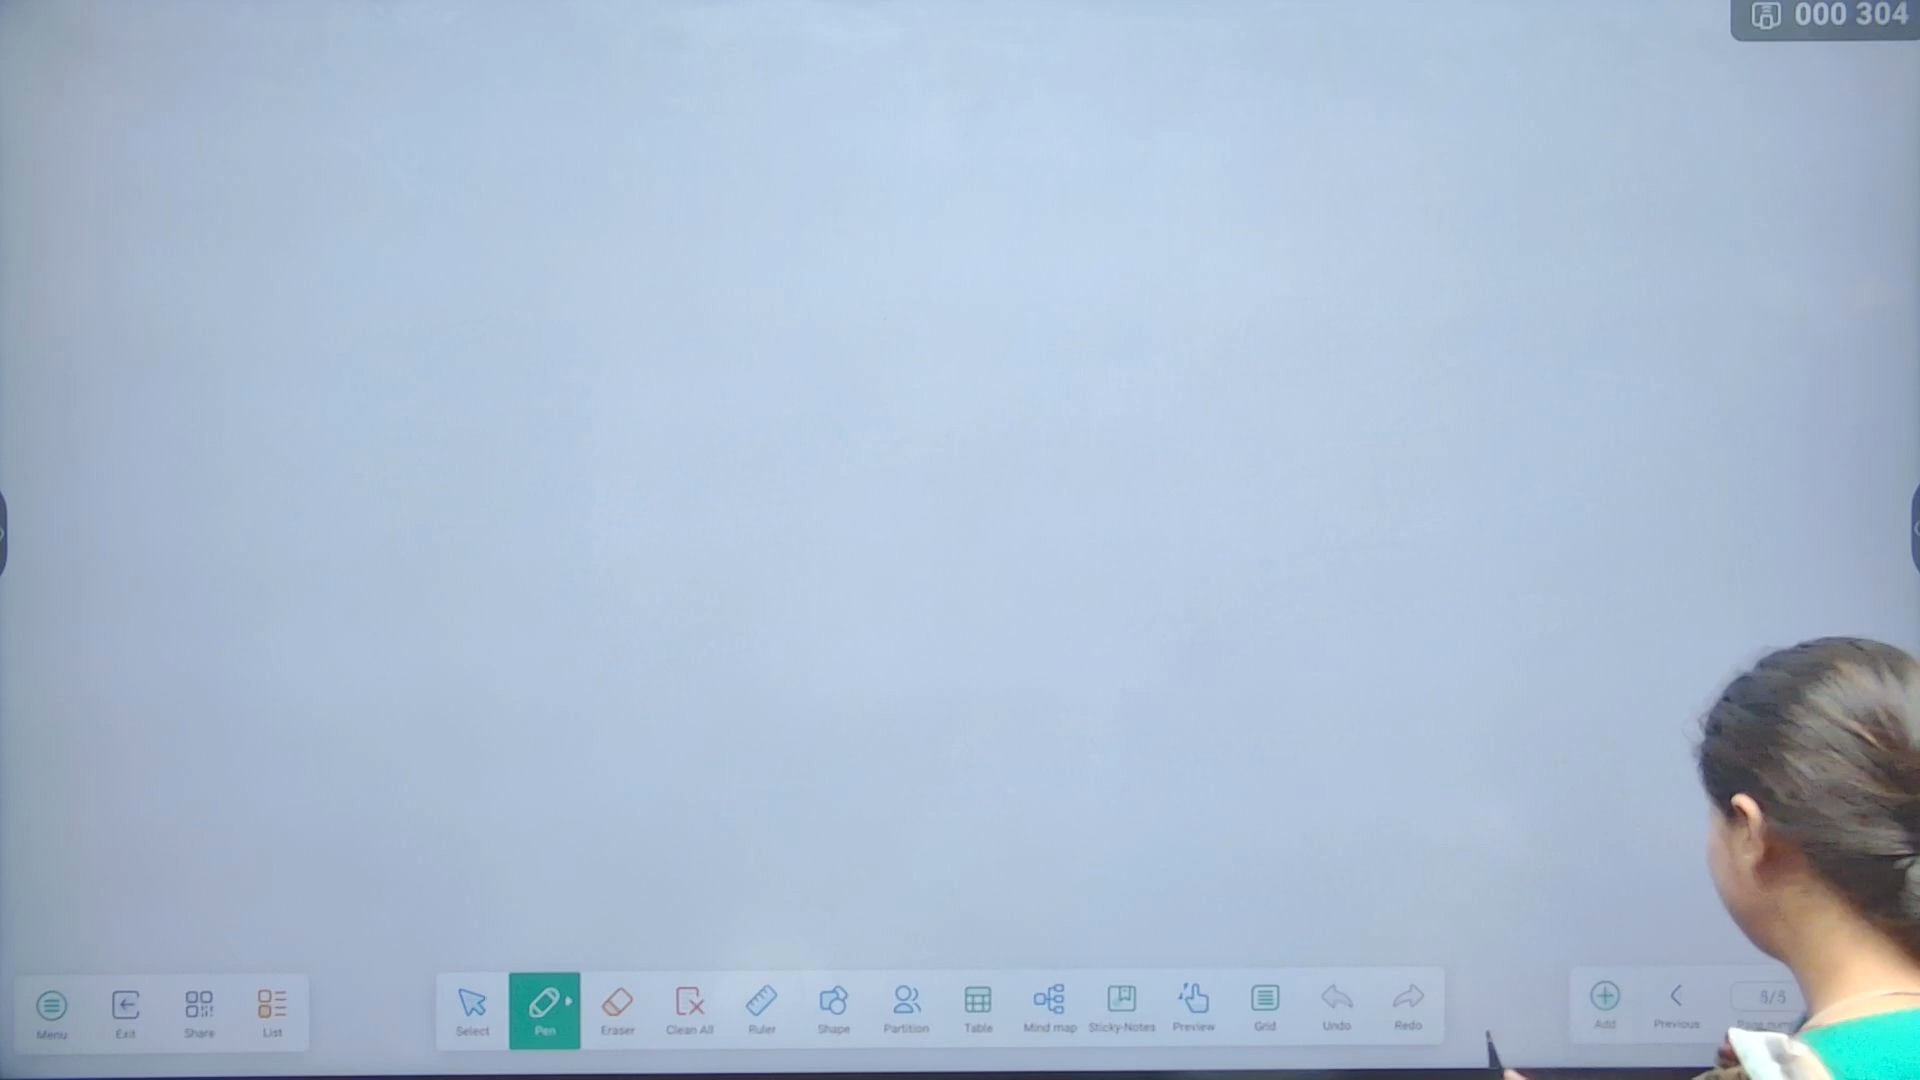 000 304
Menu
Exit
Share
List
Select
Pen
Eraser
Clean All
Ruler
Shape
Partition
Table
Mind map
Sticky-Notes
Preview
Grid
Undo
Redo
Add
Previous
5/5